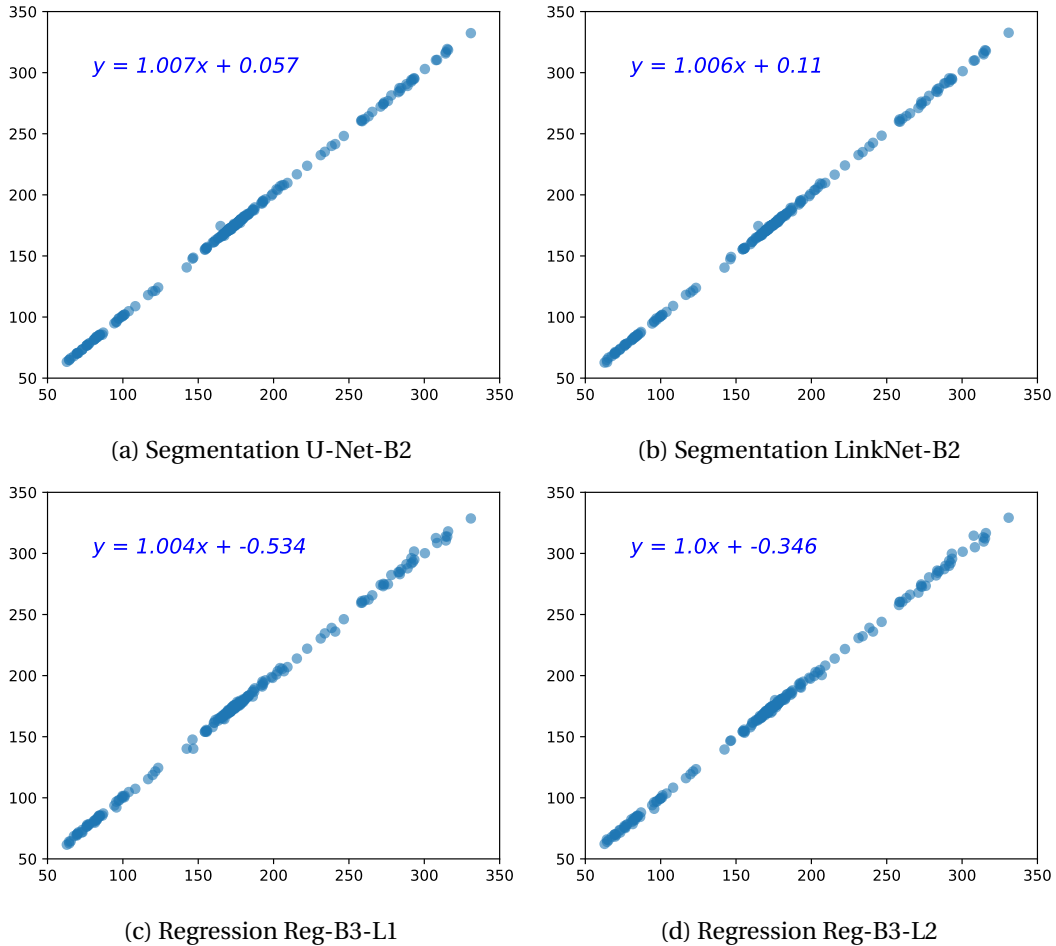 350
300
250
200
150
100
50
y = 1.007x + 0.057
50 100 150 200 250 300 350
(a) Segmentation U-Net-B2
350
300
250
200
150
100
50
y = 1.006x + 0.11
50 100 150 200 250 300 350
(b) Segmentation LinkNet-B2
350
300
250
200
150
100
50
y = 1.004x + -0.534
50 100 150 200 250 300 350
(c) Regression Reg-B3-L1
350
300
250
200
150
100
50
y = 1.0x + -0.346
50 100 150 200 250 300 350
(d) Regression Reg-B3-L2